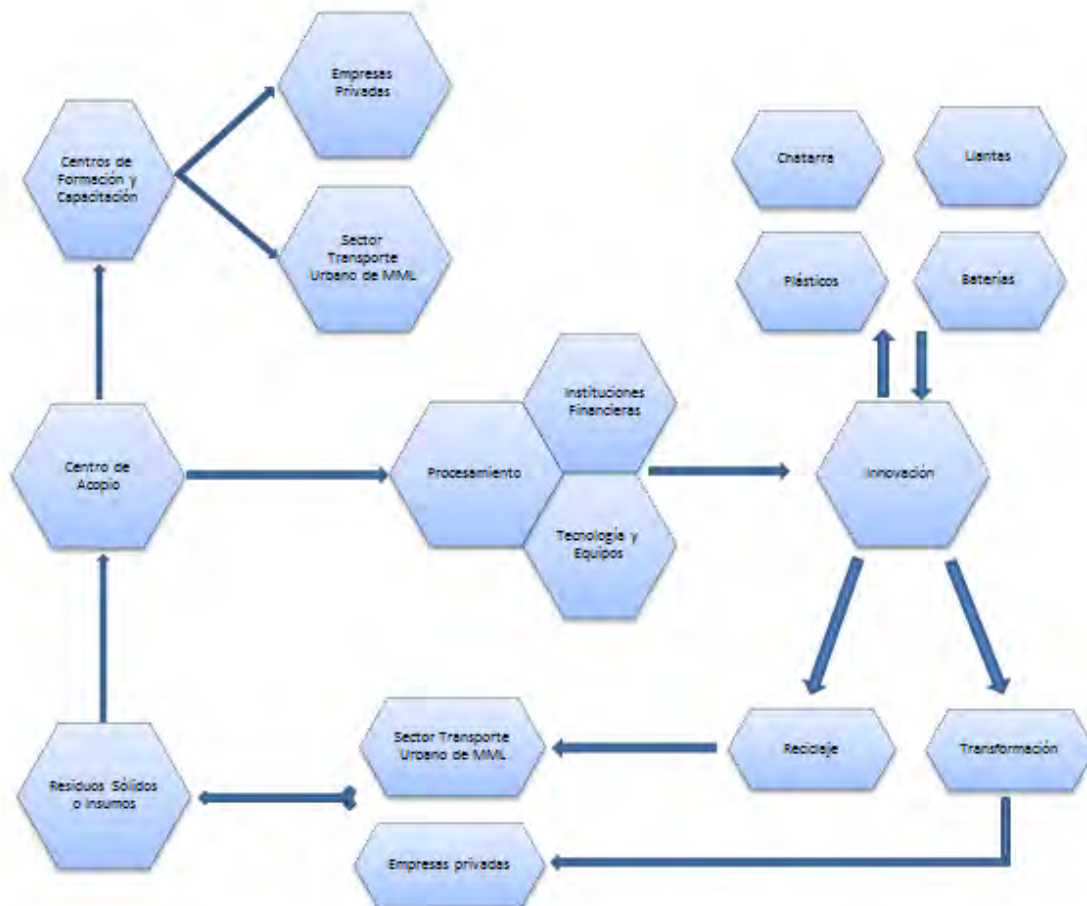 Empresas
Privadas
Centros de
Formación y
Capacitación
Sector
Transporte
Urbano de MML
Chatarra
Llantas
Plásticos
Baterías
Instituciones
Financieras
Centro de
Acopio
Procesamiento
Innovación
Tecnología y
Equipos
Sector Transporte
Urbano de MML
Reciclaje
Transformación
Residuos Sólidos
o Insumos
Empresas privadas